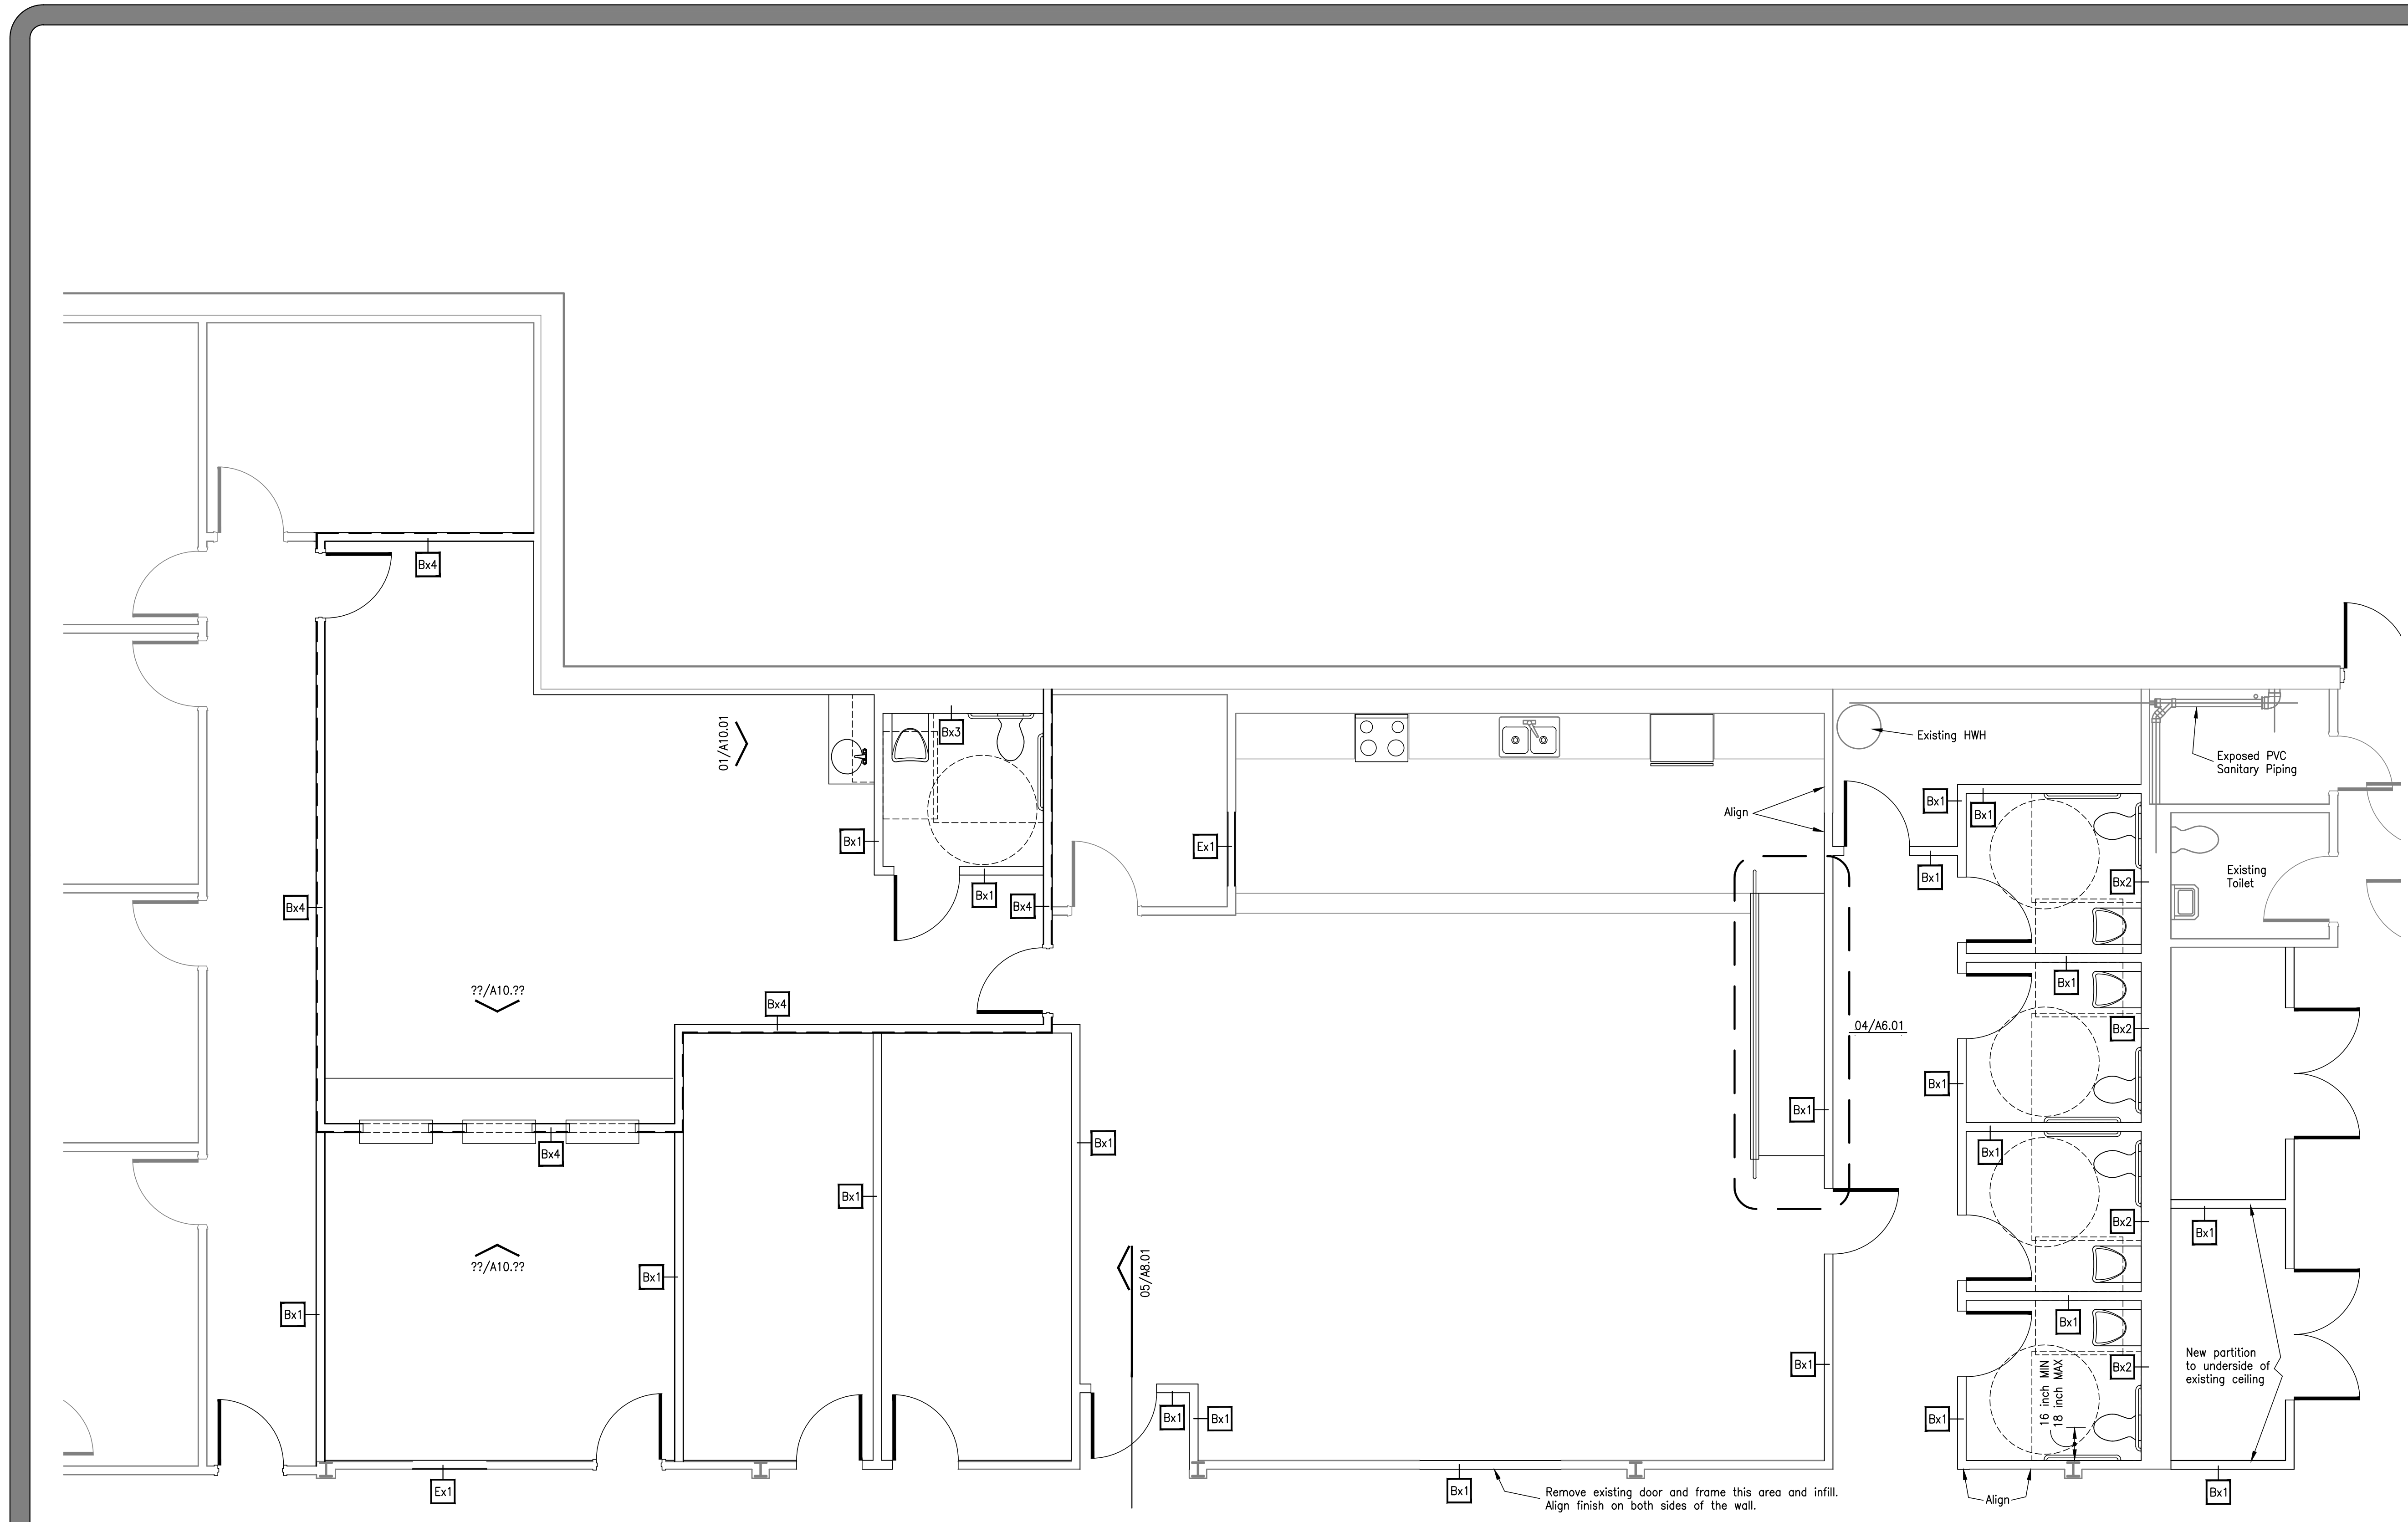 Bx4
01/A10.01
Bx3
Existing HWH
Exposed PVC
Sanitary Piping
Bx1
Bx1
Align
Bx1
Ex1
Bx1
Existing
Toilet
Bx2
Bx1
Bx1
Bx4
Bx4
??/A10.??
Bx4
Bx1
04/A6.01
Bx2
Bx1
Bx1
Bx1
Bx4
Bx1
Bx1
Bx2
Bx1
??/A10.??
05/A8.01
Bx1
Bx1
Bx1
New partition
to underside of
existing ceiling
16 inch MIN
18 inch MAX
Bx1
Bx2
Bx1
Bx1
Bx1
Ex1
Bx1
Remove existing door and frame this area and infill.
Align finish on both sides of the wall.
Align
Bx1